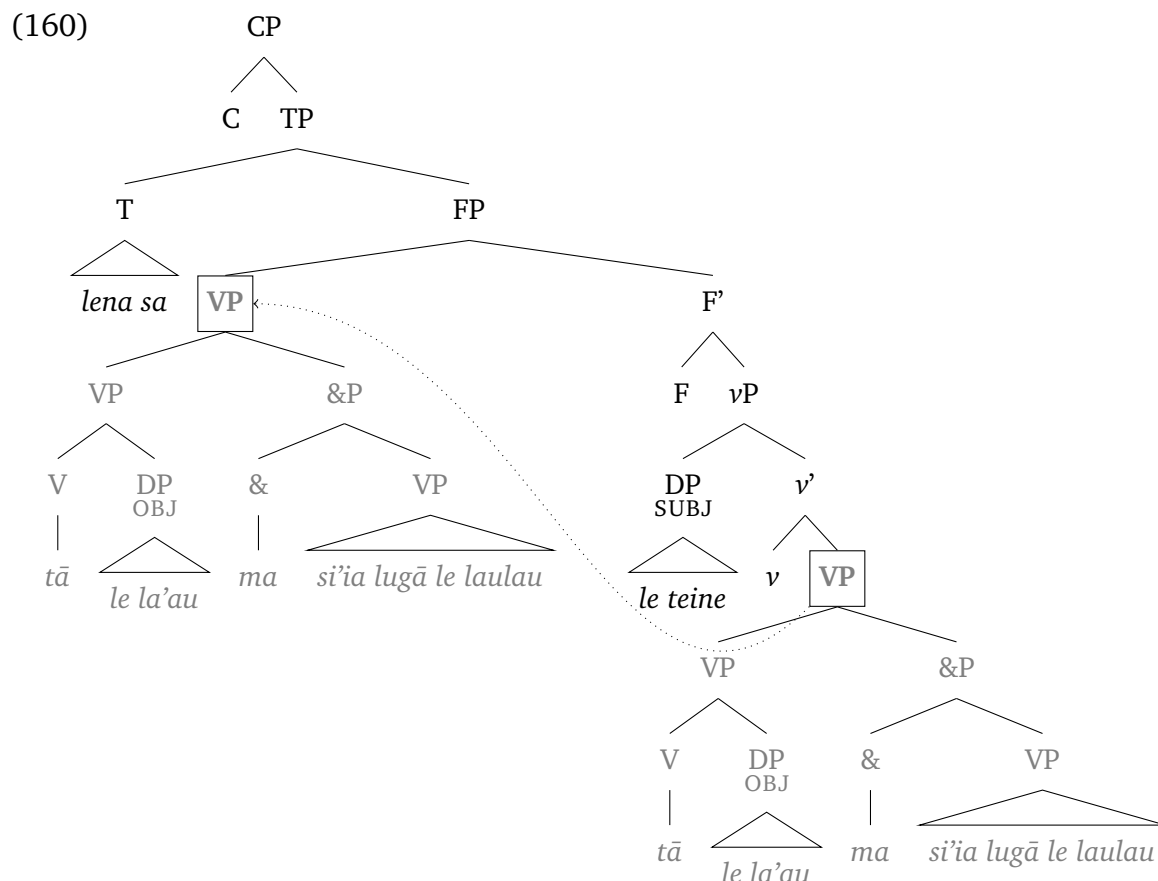 (160) CP
C TP
T FP
lena sa VP F’
VP &P F vP
V DP & VP DP v’
OBJ SUBJ
tā le la’au ma si’ia lugā le laulau le teine v VP
VP &P
V DP & VP
OBJ
tā le la’au ma si’ia lugā le laulau